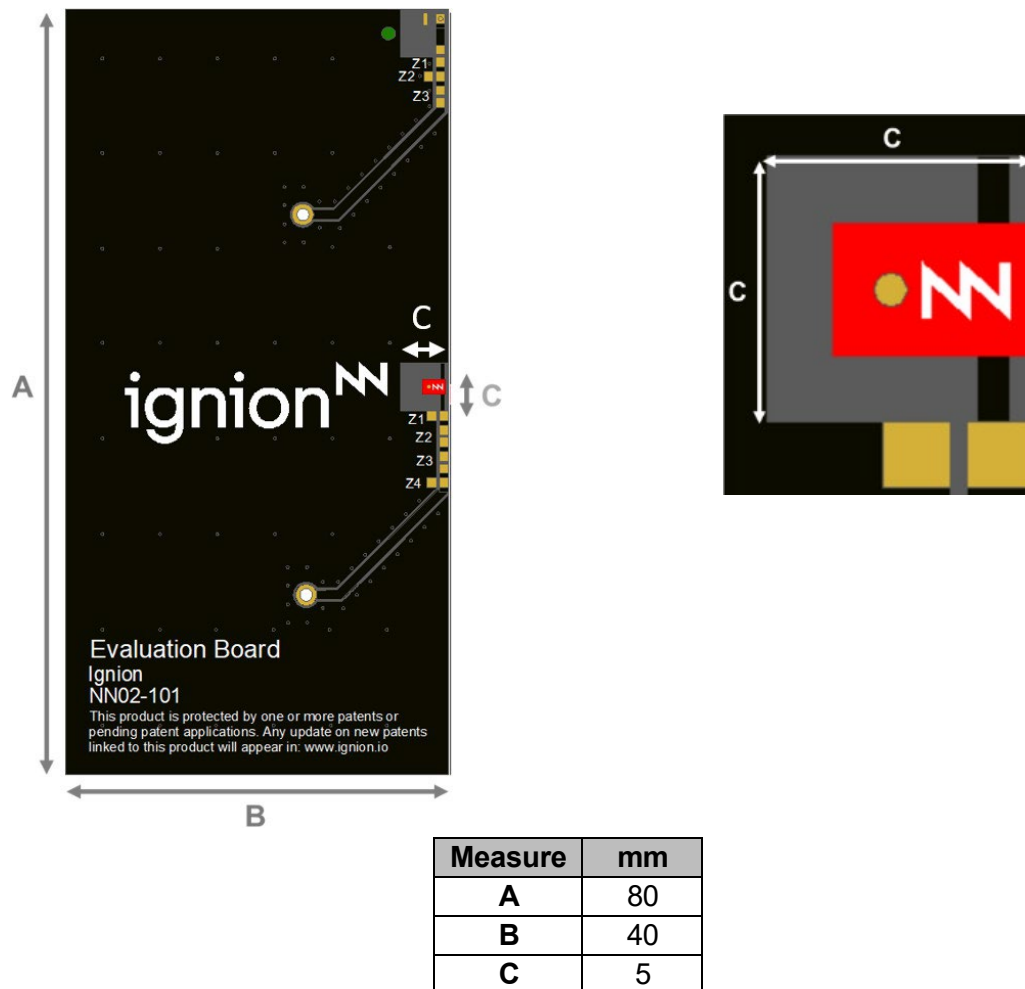 Z1
Z2
Z3
C
C
C
A
ignion
C
C
Z1
Z2
Z3
Z4
Evaluation Board
Ignion
NN02-101
This product is protected by one or more patents or
pending patent applications. Any update on new patents
linked to this product will appear in: www.ignion.io
B
Measure mm
A 80
B 40
C 5